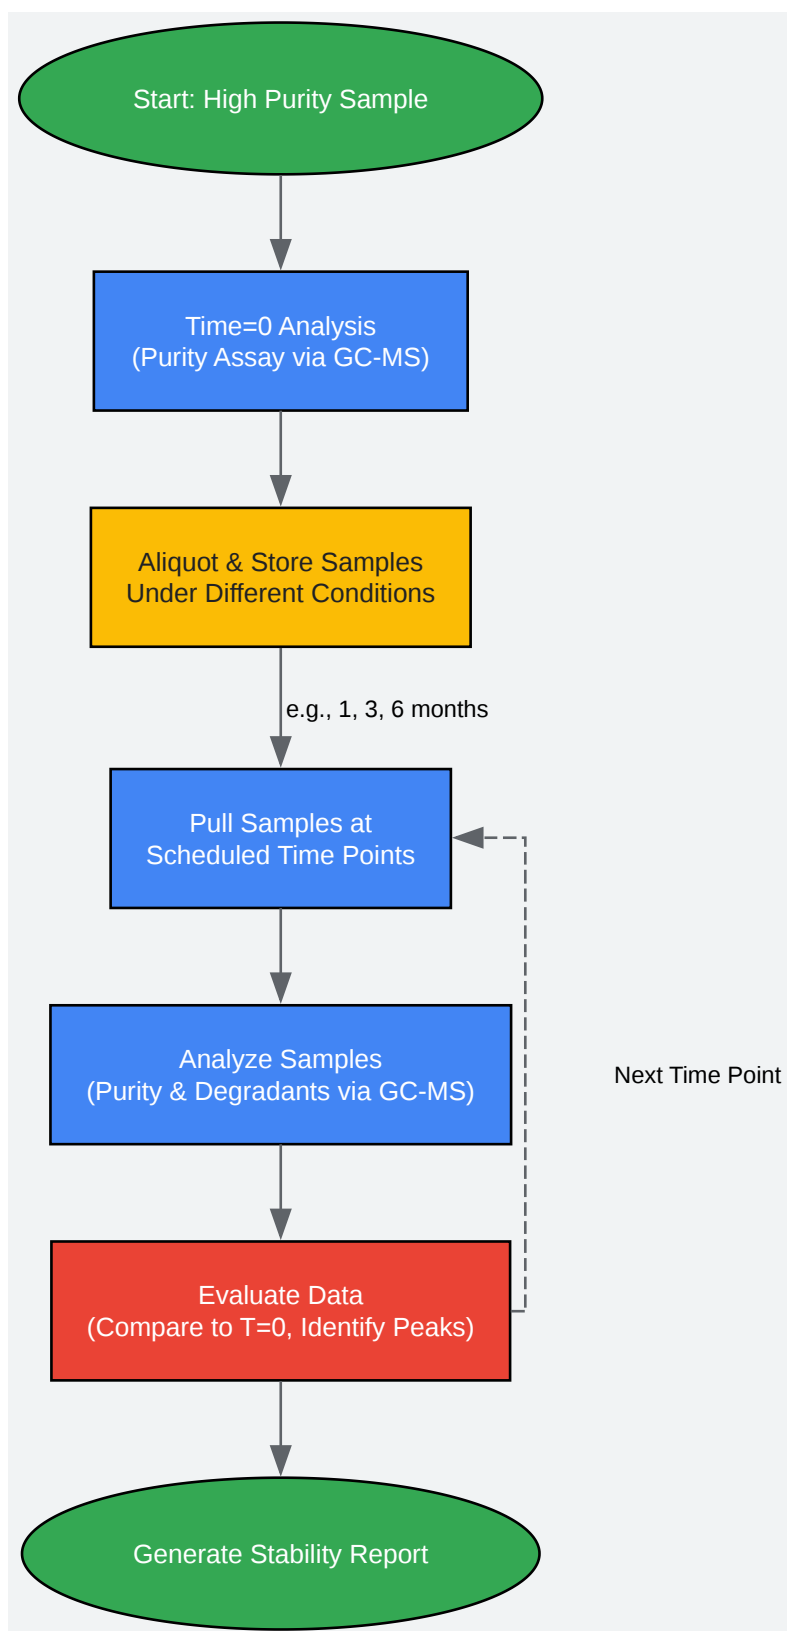 Start: High Purity Sample
Time=0 Analysis
(Purity Assay via GC-MS)
Aliquot & Store Samples
Under Different Conditions
e.g., 1, 3, 6 months
Pull Samples at
Scheduled Time Points
Analyze Samples
(Purity & Degradants via GC-MS)
Next Time Point
Evaluate Data
(Compare to T=0, Identify Peaks)
Generate Stability Report